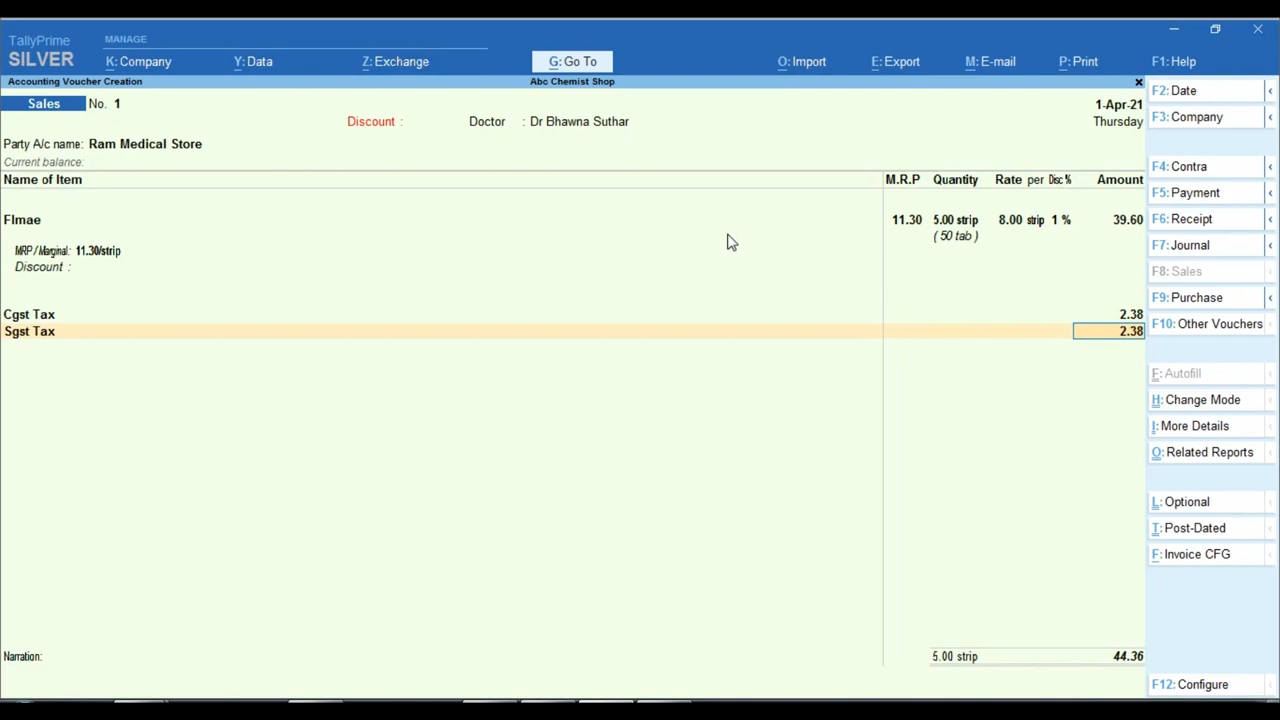 TallyPrime MANAGE
SILVER K: Company Y: Data Z: Exchange G: Go To O: Import E: Export M: E-mail P: Print F1: Help
Accounting Voucher Creation Abc Chemist Shop ×
Sales No. 1 1-Apr-21
Discount : Doctor : Dr Bhawna Suthar Thursday
Party A/c name: Ram Medical Store
Current balance:
Name of Item M.R.P Quantity Rate per Disc % Amount
Flmae 11.30 5.00 strip 8.00 strip 1 % 39.60
( 50 tab )
MRP / Marginal: 11.30/strip
Discount :
Cgst Tax 2.38
Sgst Tax 2.38
Narration: 5.00 strip 44.36
F2: Date
F3: Company
F4: Contra
F5: Payment
F6: Receipt
F7: Journal
F8: Sales
F9: Purchase
F10: Other Vouchers
F: Autofill
H: Change Mode
I: More Details
O: Related Reports
L: Optional
T: Post-Dated
F: Invoice CFG
F12: Configure